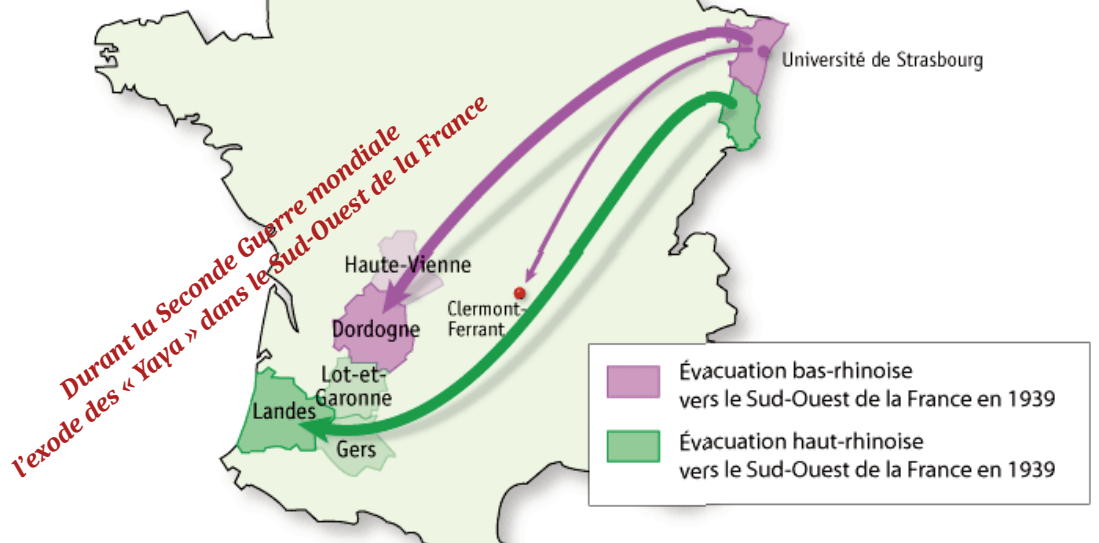 Durant la Seconde Guerre mondiale
l'exode des « Yaya » dans le Sud-Ouest de la France
Université de Strasbourg
Haute-Vienne
Clermont-
Ferrant
Dordogne
Lot-et-
Garonne
Landes
Gers
Évacuation bas-rhinoise
vers le Sud-Ouest de la France en 1939
Évacuation haut-rhinoise
vers le Sud-Ouest de la France en 1939